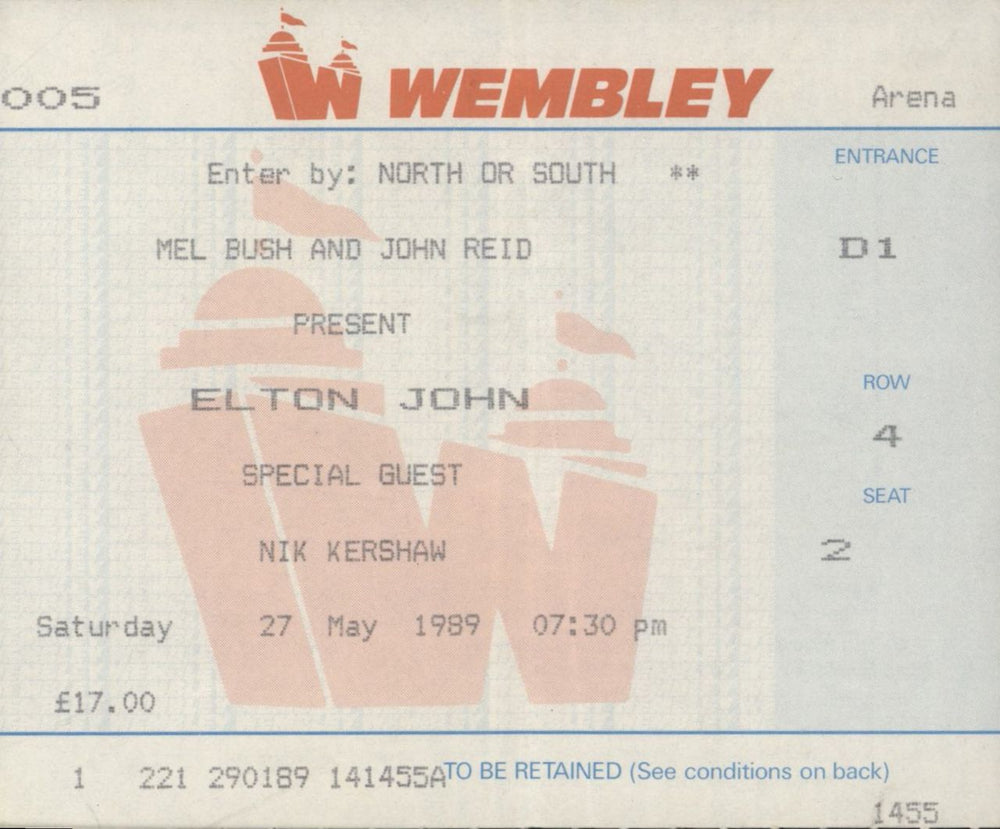 005 WEMBLEY Arena
Enter by: NORTH OR SOUTH **
ENTRANCE
MEL BUSH AND JOHN REID
D1
PRESENT
ELTON JOHN
ROW
4
SPECIAL GUEST
SEAT
NIK KERSHAW
2
Saturday 27 May 1989 07:30 pm
£17.00
1 221 290189 141455A TO BE RETAINED (See conditions on back)
1455